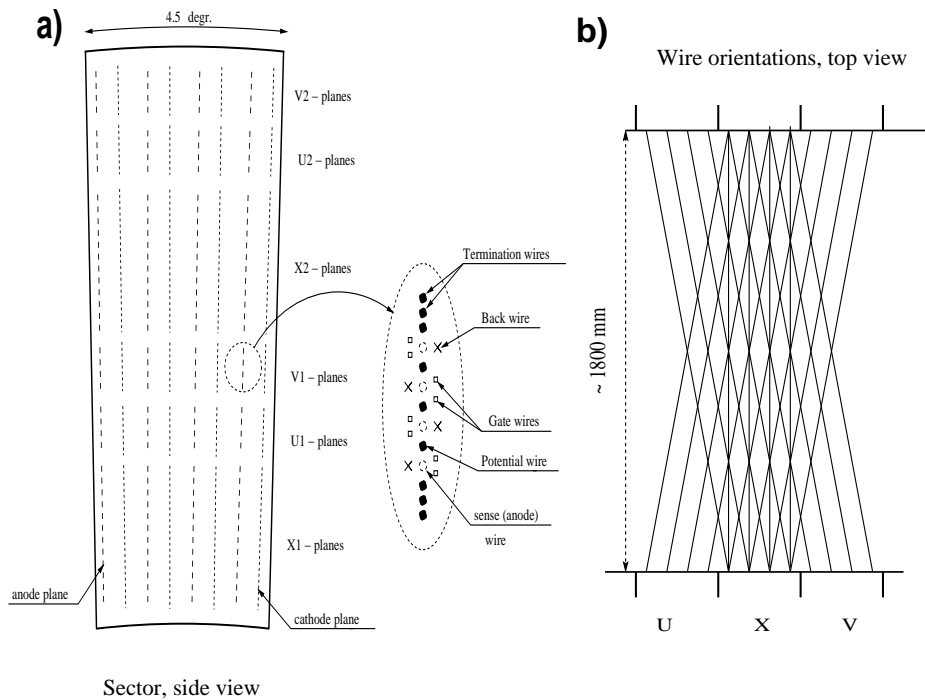 a)
4.5 degr.
V2 – planes
U2 – planes
X2 – planes
V1 – planes
U1 – planes
X1 – planes
anode plane
cathode plane
Sector, side view
Termination wires
Back wire
Gate wires
Potential wire
sense (anode)
wire
b)
Wire orientations, top view
~ 1800 mm
U X V